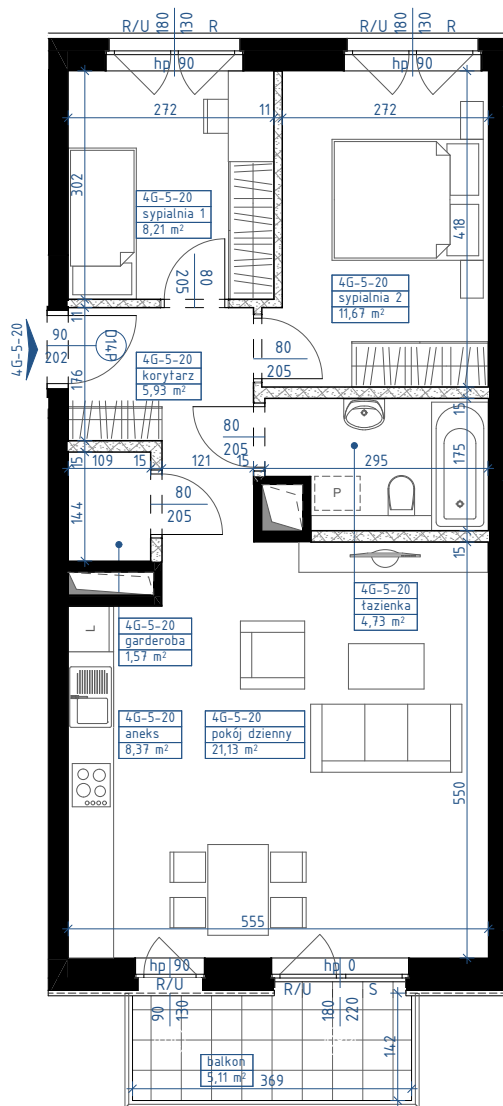 R/U 180 130 R
R/U 180 130 R
hp 90
hp 90
272
11
272
302
418
4G-5-20
sypialnia 1
8,21 m²
80
205
4G-5-20
sypialnia 2
11,67 m²
4G-5-20
90
202
11
D14P
176
4G-5-20
korytarz
5,93 m²
80
205
80
205
15
175
15
109
15
121
15
295
144
80
205
P
15
4G-5-20
łazienka
4,73 m²
L
4G-5-20
garderoba
1,57 m²
4G-5-20
aneks
8,37 m²
4G-5-20
pokój dzienny
21,13 m²
550
555
hp 90
hp 0
R/U
R/U
S
90
130
180
220
142
balkon
5,11 m²
369